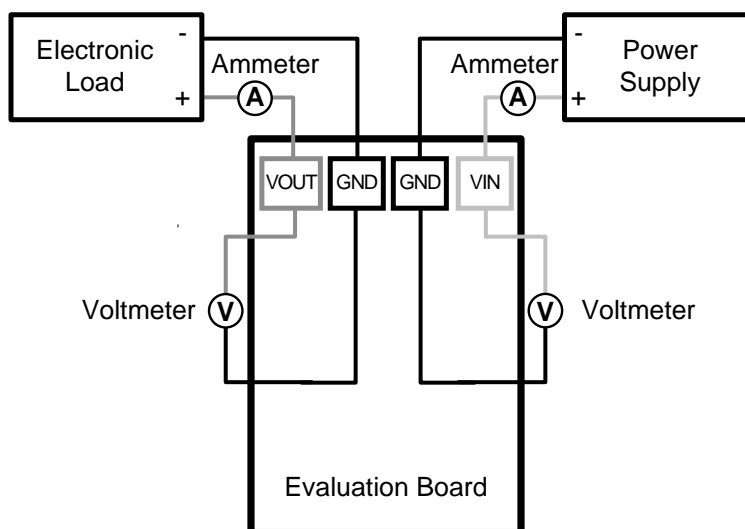 Electronic
Load
-
+
Ammeter
A
Ammeter
A
-
+
Power
Supply
VOUT
GND
GND
VIN
Voltmeter
V
V
Voltmeter
Evaluation Board